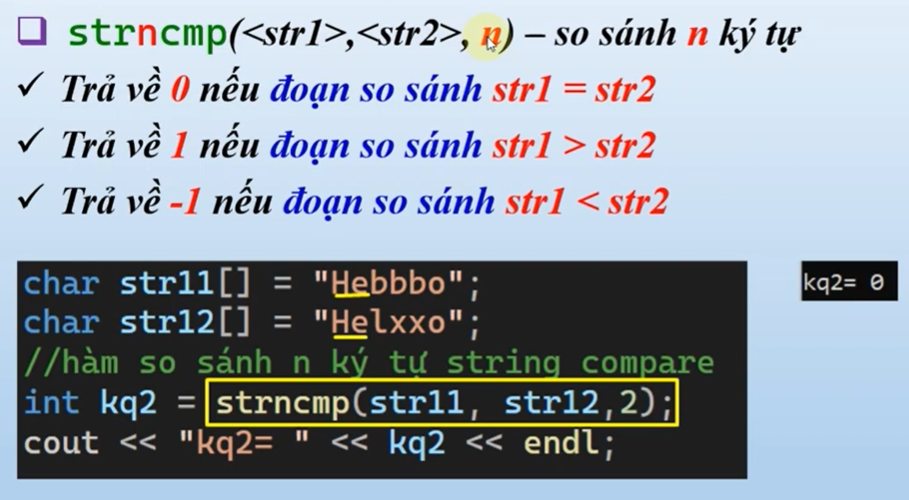 strncmp(<str1>,<str2>, n) – so sánh n ký tự
✓ Trả về 0 nếu đoạn so sánh str1 = str2
✓ Trả về 1 nếu đoạn so sánh str1 > str2
✓ Trả về -1 nếu đoạn so sánh str1 < str2
char str11[] = "Hebbbo";
char str12[] = "Helxxo";
//hàm so sánh n ký tự string compare
int kq2 = strncmp(str11, str12,2);
cout << "kq2= " << kq2 << endl;
kq2= 0